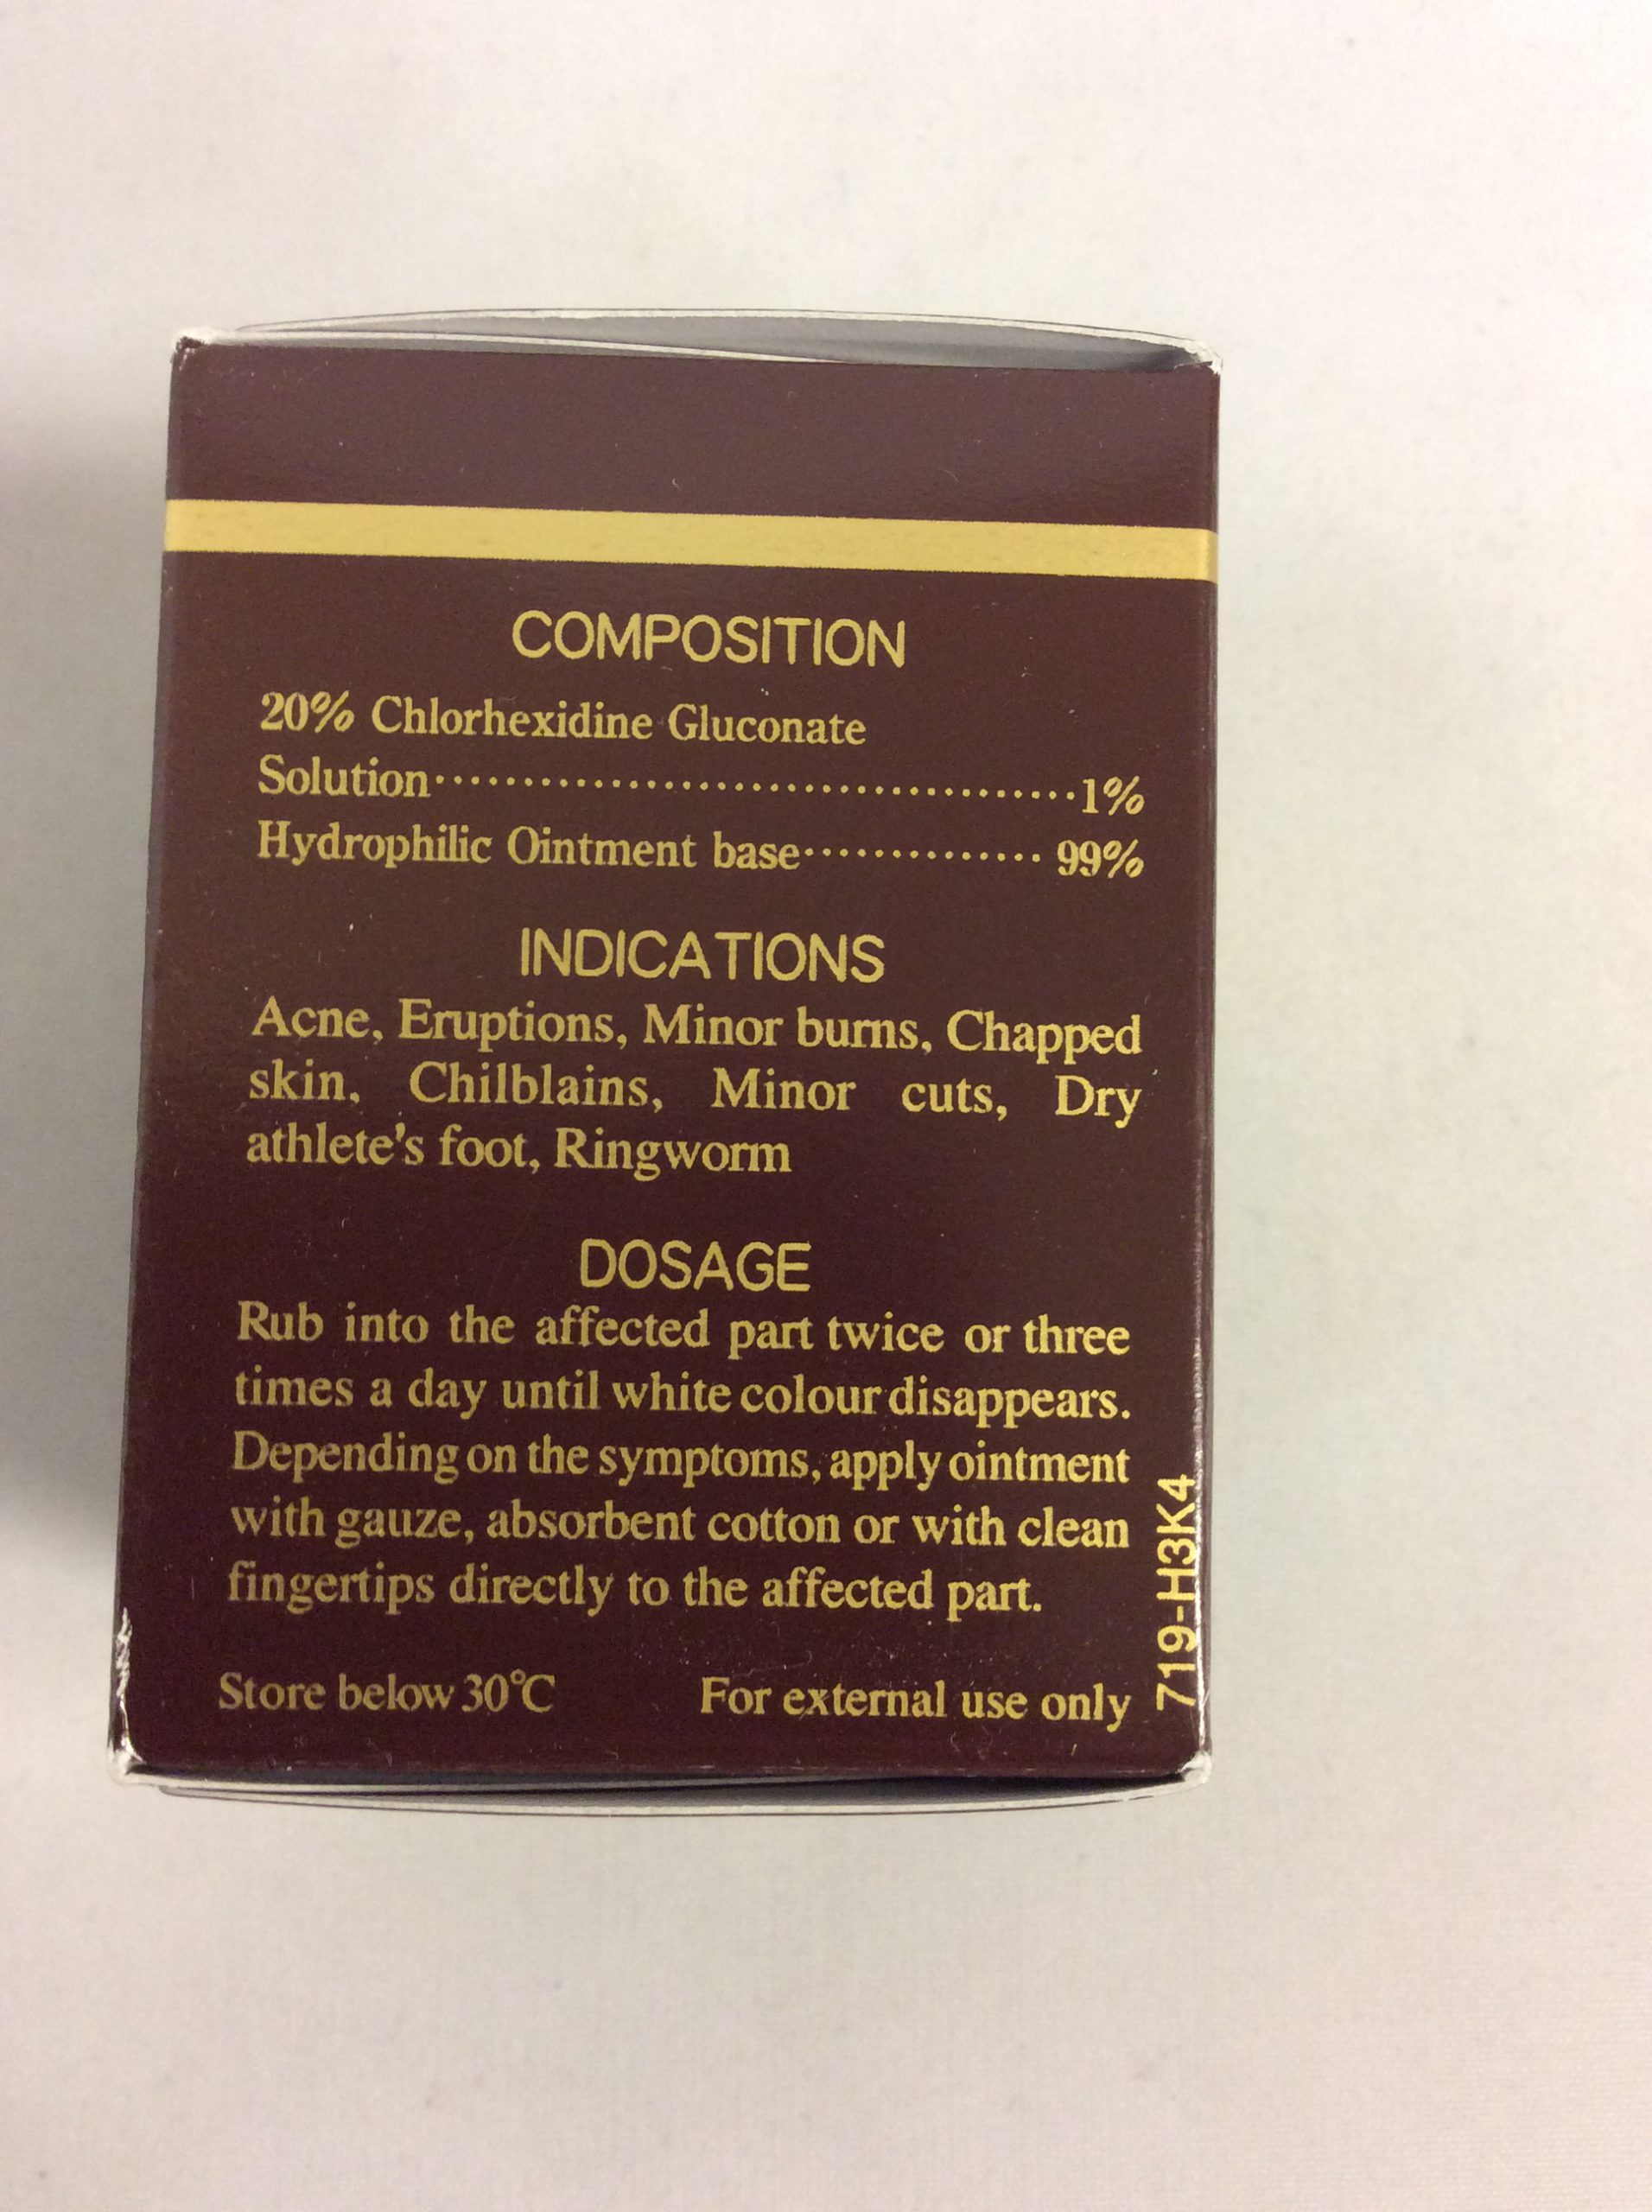 COMPOSITION
20% Chlorhexidine Gluconate
Solution·····································1%
Hydrophilic Ointment base·············· 99%
INDICATIONS
Acne, Eruptions, Minor burns, Chapped
skin, Chilblains, Minor cuts, Dry
athlete's foot, Ringworm
DOSAGE
Rub into the affected part twice or three
times a day until white colour disappears.
Depending on the symptoms, apply ointment
with gauze, absorbent cotton or with clean
fingertips directly to the affected part.
Store below 30℃ For external use only
719-H3K4